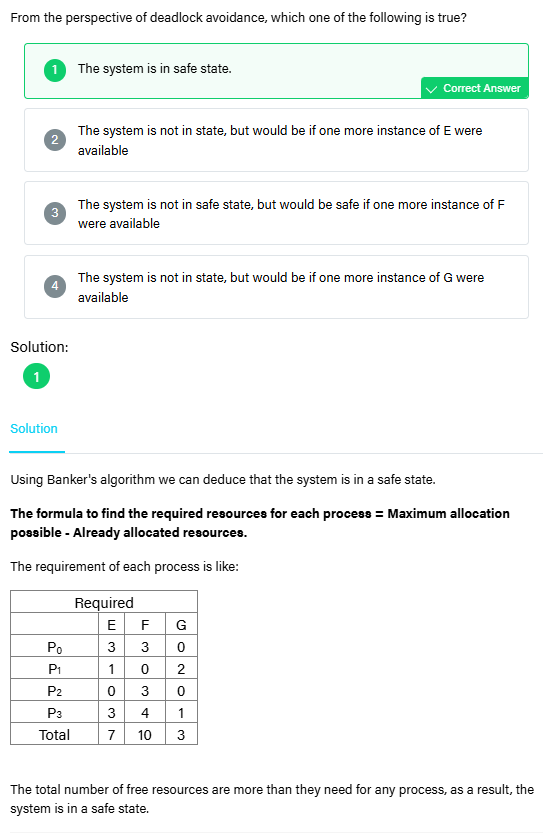 From the perspective of deadlock avoidance, which one of the following is true?
1 The system is in safe state.
Correct Answer
2 The system is not in state, but would be if one more instance of E were
available
3 The system is not in safe state, but would be safe if one more instance of F
were available
4 The system is not in state, but would be if one more instance of G were
available
Solution:
1
Solution
Using Banker's algorithm we can deduce that the system is in a safe state.
The formula to find the required resources for each process = Maximum allocation
possible - Already allocated resources.
The requirement of each process is like:
Required
E F G
P0 3 3 0
P1 1 0 2
P2 0 3 0
P3 3 4 1
Total 7 10 3
The total number of free resources are more than they need for any process, as a result, the
system is in a safe state.